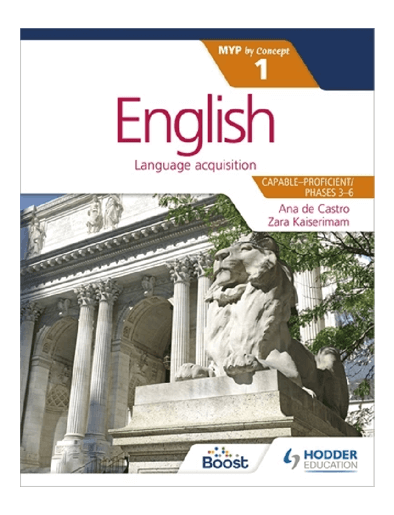 MYP by Concept
1
English
Language acquisition
CAPABLE–PROFICIENT/
PHASES 3–6
Ana de Castro
Zara Kaiserimam
Boost
HODDER
EDUCATION